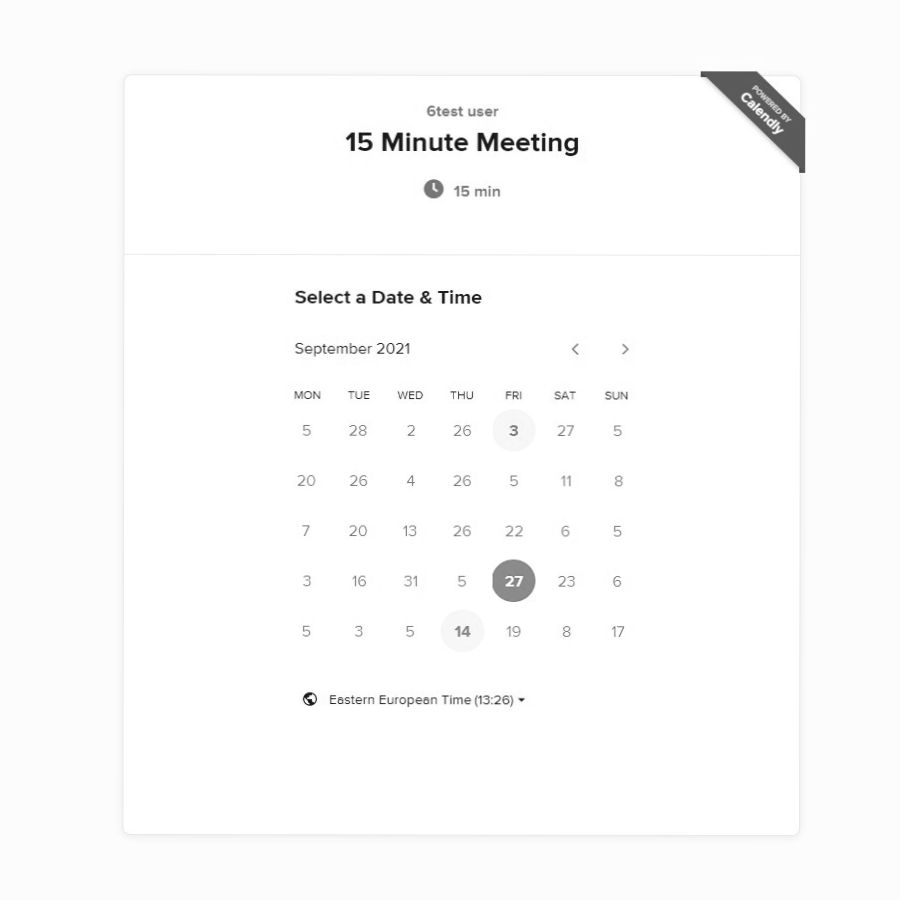 POWERED BY
Calendly
6test user
15 Minute Meeting
15 min
Select a Date & Time
September 2021
MON TUE WED THU FRI SAT SUN
5 28 2 26 3 27 5
20 26 4 26 5 11 8
7 20 13 26 22 6 5
3 16 31 5 27 23 6
5 3 5 14 19 8 17
Eastern European Time (13:26)